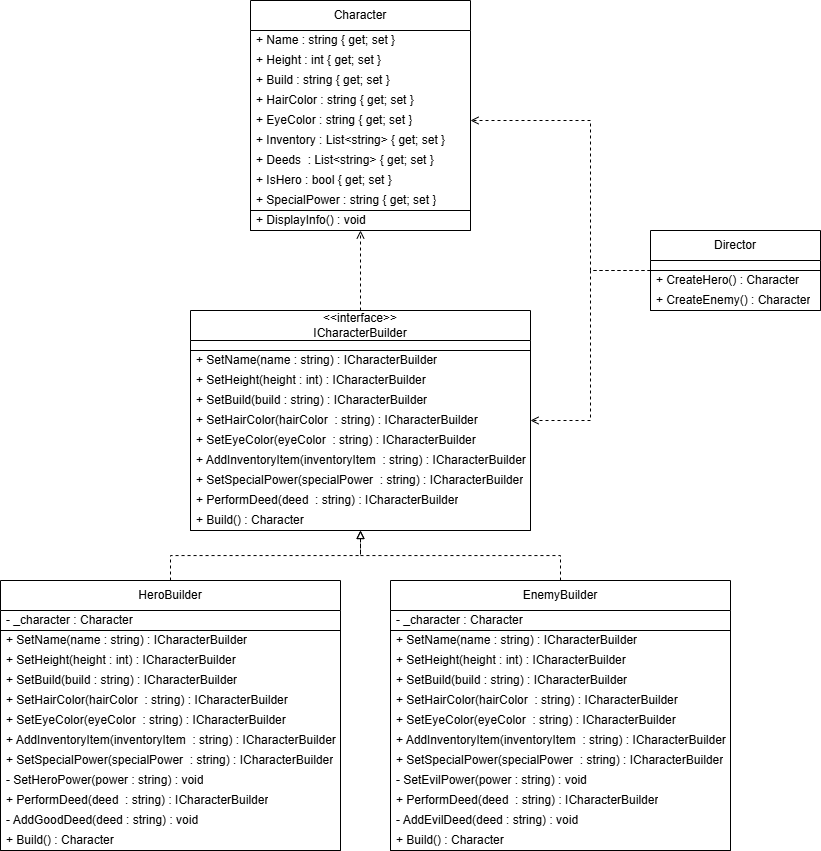 Character
+ Name : string { get; set }
+ Height : int { get; set }
+ Build : string { get; set }
+ HairColor : string { get; set }
+ EyeColor : string { get; set }
+ Inventory : List<string> { get; set }
+ Deeds : List<string> { get; set }
+ IsHero : bool { get; set }
+ SpecialPower : string { get; set }
+ DisplayInfo() : void
Director
+ CreateHero() : Character
+ CreateEnemy() : Character
<<interface>>
ICharacterBuilder
+ SetName(name : string) : ICharacterBuilder
+ SetHeight(height : int) : ICharacterBuilder
+ SetBuild(build : string) : ICharacterBuilder
+ SetHairColor(hairColor : string) : ICharacterBuilder
+ SetEyeColor(eyeColor : string) : ICharacterBuilder
+ AddInventoryItem(inventoryItem : string) : ICharacterBuilder
+ SetSpecialPower(specialPower : string) : ICharacterBuilder
+ PerformDeed(deed : string) : ICharacterBuilder
+ Build() : Character
HeroBuilder
- _character : Character
+ SetName(name : string) : ICharacterBuilder
+ SetHeight(height : int) : ICharacterBuilder
+ SetBuild(build : string) : ICharacterBuilder
+ SetHairColor(hairColor : string) : ICharacterBuilder
+ SetEyeColor(eyeColor : string) : ICharacterBuilder
+ AddInventoryItem(inventoryItem : string) : ICharacterBuilder
+ SetSpecialPower(specialPower : string) : ICharacterBuilder
- SetHeroPower(power : string) : void
+ PerformDeed(deed : string) : ICharacterBuilder
- AddGoodDeed(deed : string) : void
+ Build() : Character
EnemyBuilder
- _character : Character
+ SetName(name : string) : ICharacterBuilder
+ SetHeight(height : int) : ICharacterBuilder
+ SetBuild(build : string) : ICharacterBuilder
+ SetHairColor(hairColor : string) : ICharacterBuilder
+ SetEyeColor(eyeColor : string) : ICharacterBuilder
+ AddInventoryItem(inventoryItem : string) : ICharacterBuilder
+ SetSpecialPower(specialPower : string) : ICharacterBuilder
- SetEvilPower(power : string) : void
+ PerformDeed(deed : string) : ICharacterBuilder
- AddEvilDeed(deed : string) : void
+ Build() : Character